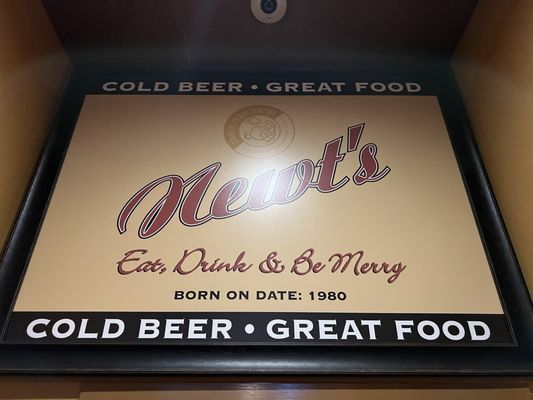 COLD BEER • GREAT FOOD
Newt's
Eat, Drink & Be Merry
BORN ON DATE: 1980
COLD BEER • GREAT FOOD